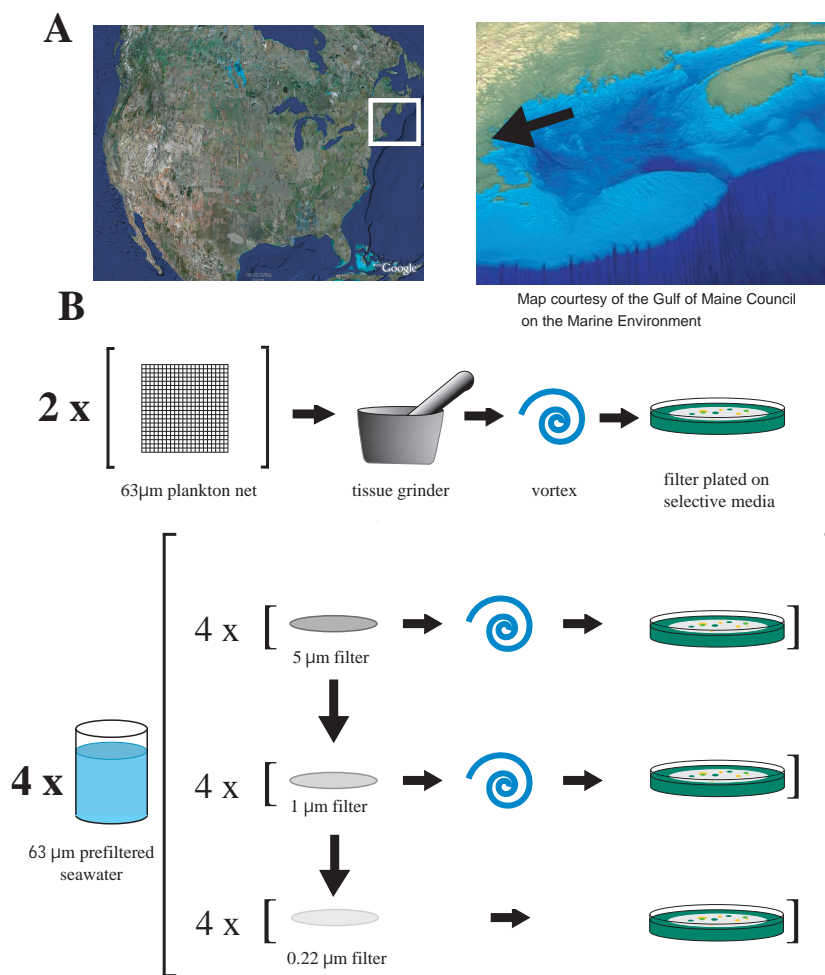 A
Google
Map courtesy of the Gulf of Maine Council
on the Marine Environment
B
2 x
63µm plankton net
tissue grinder
vortex
filter plated on
selective media
4 x
63 µm prefiltered
seawater
4 x
5 µm filter
4 x
1 µm filter
4 x
0.22 µm filter